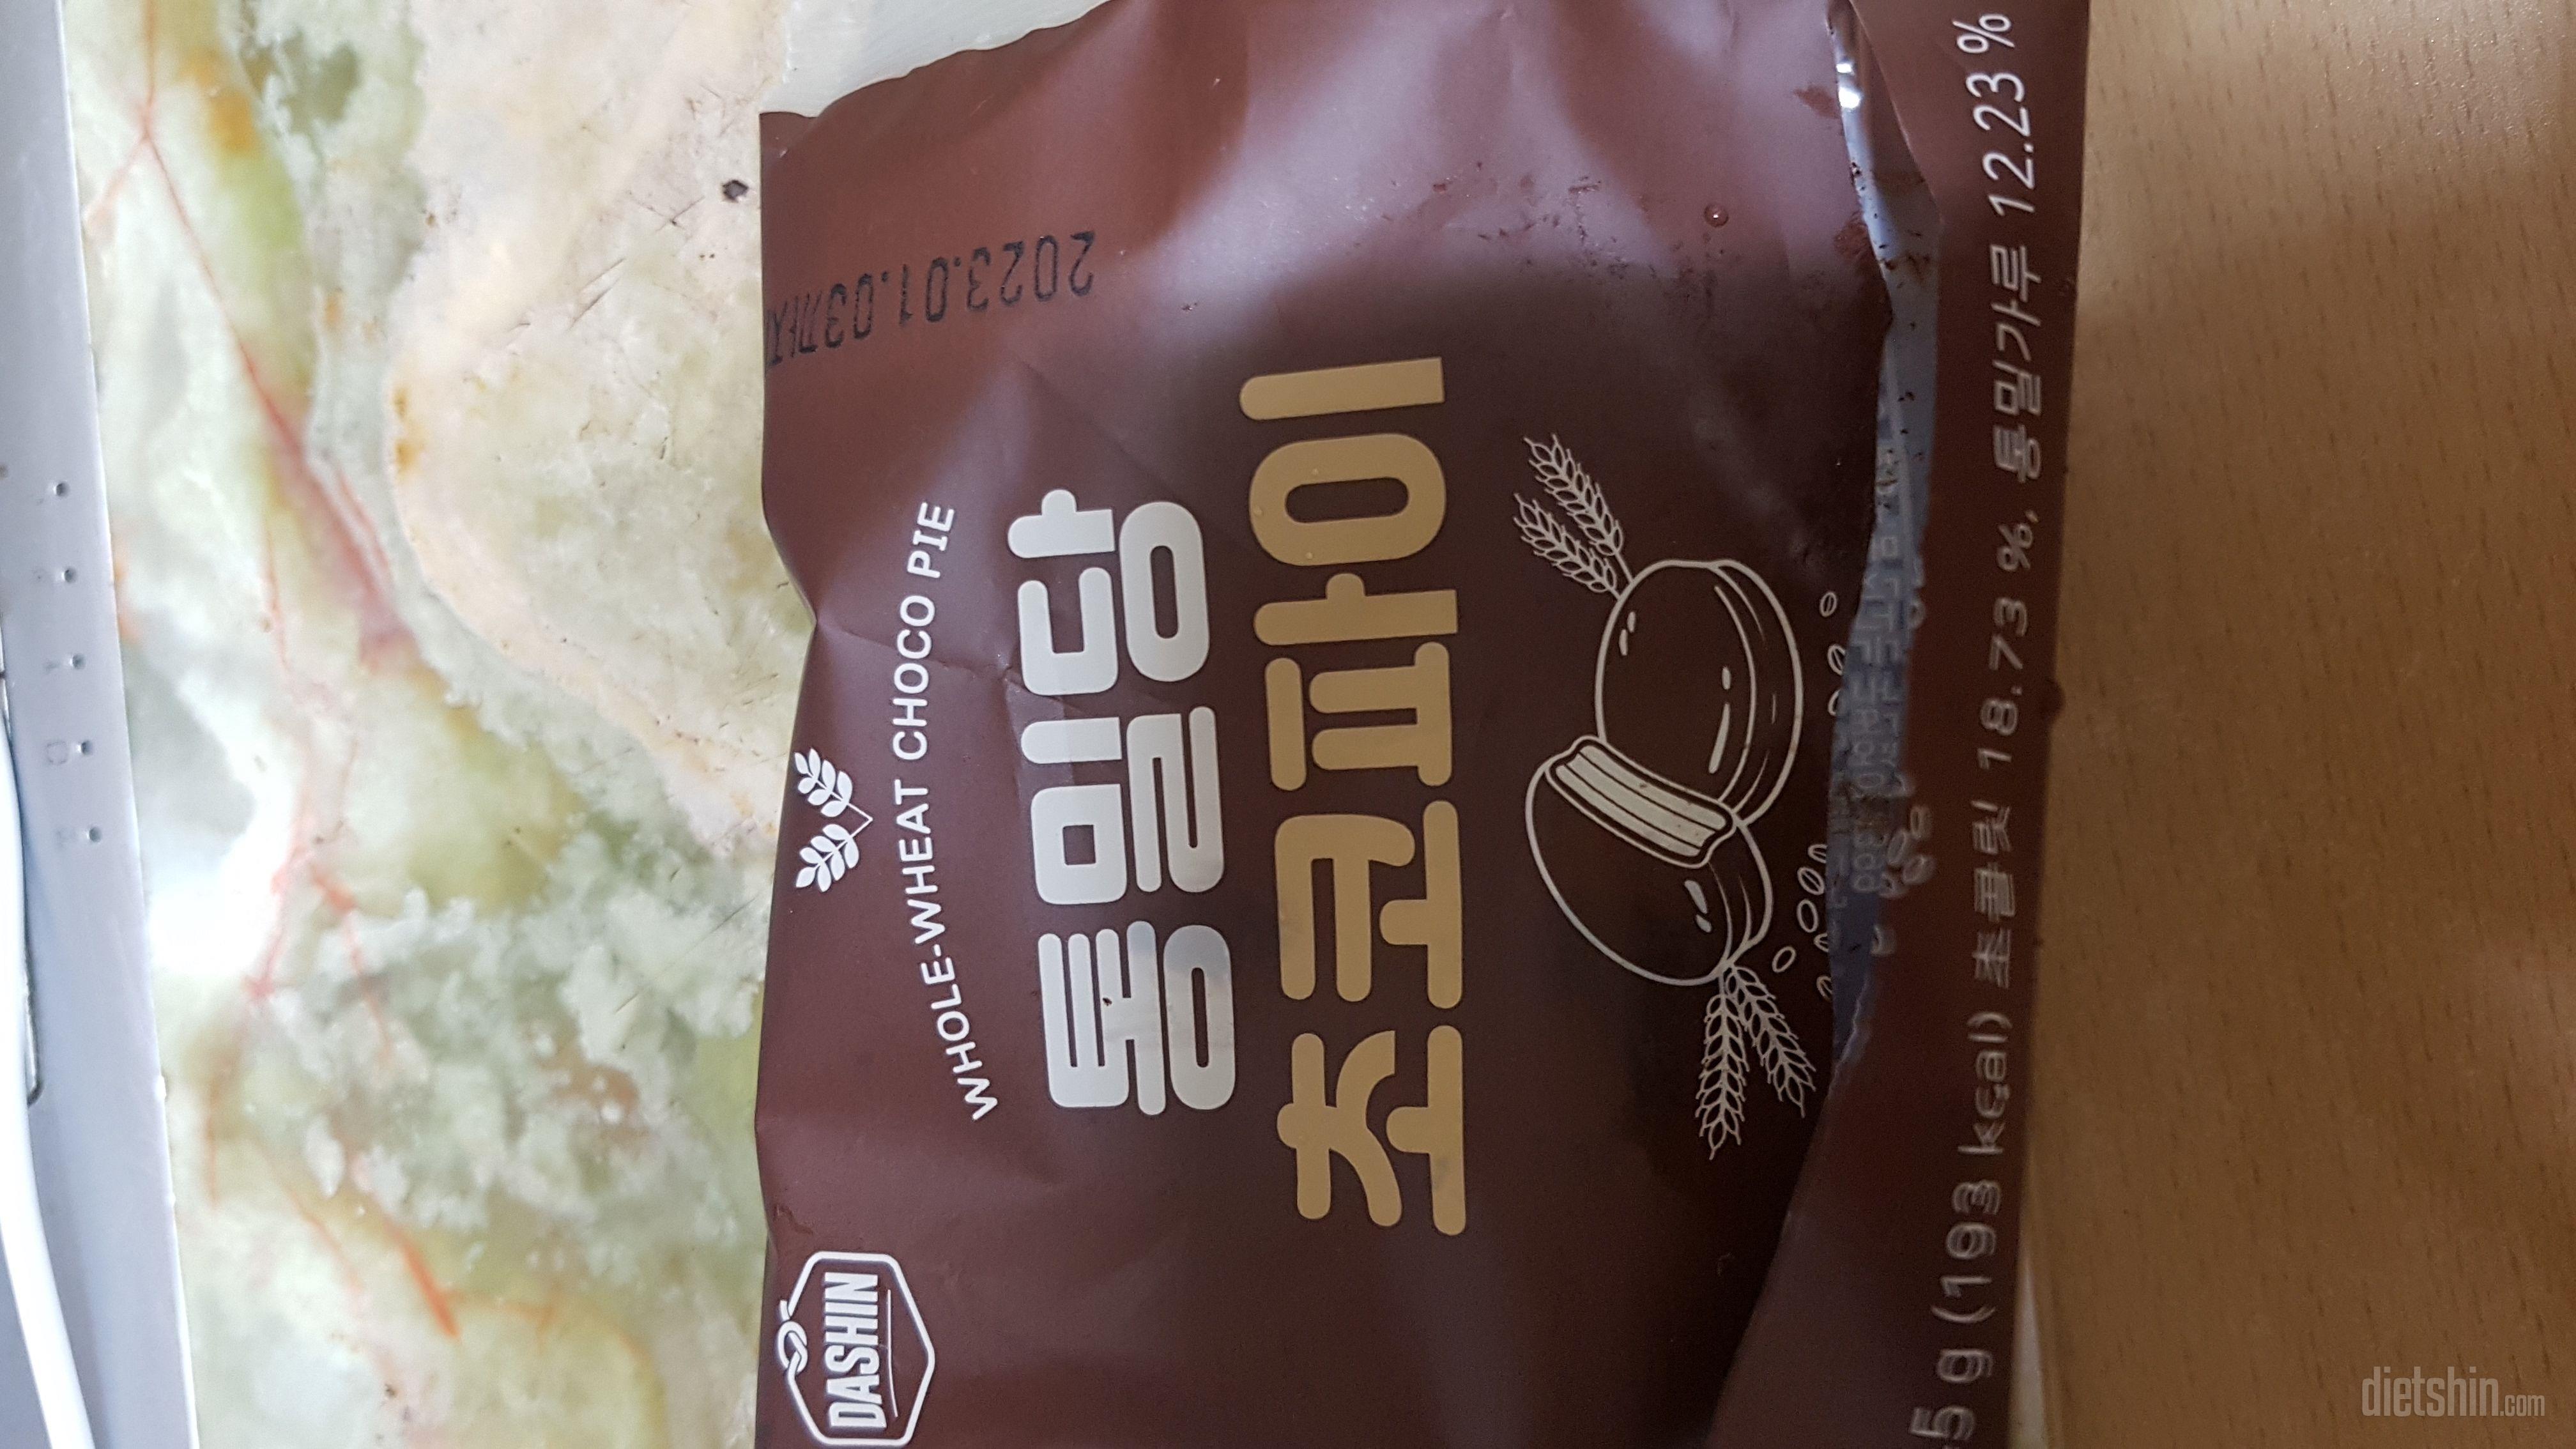 DASHIN
WHOLE-WHEAT CHOCO PIE
통밀당
초코파이
2023.01.03까지
5 g (193 kcal) 초콜릿 18.73 %, 통밀가루 12.23 %
dietshin.com